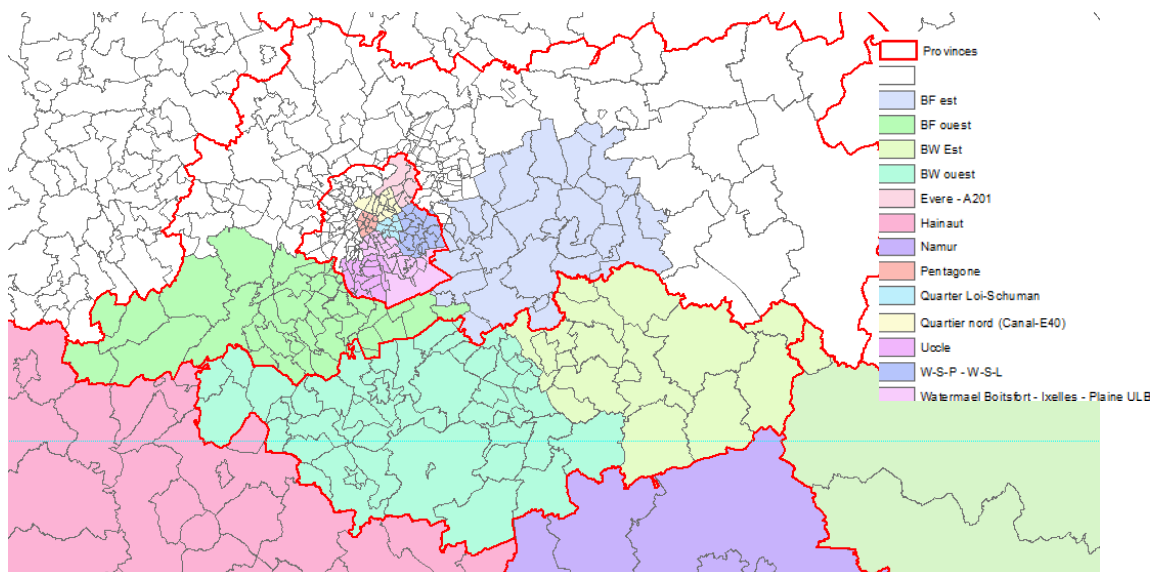 Provinces
BF est
BF ouest
BW Est
BW ouest
Evere - A201
Hainaut
Namur
Pentagone
Quarter Loi-Schuman
Quartier nord (Canal-E40)
Uccle
W-S-P - W-S-L
Watermael Boitsfort - Ixelles - Plaine ULB